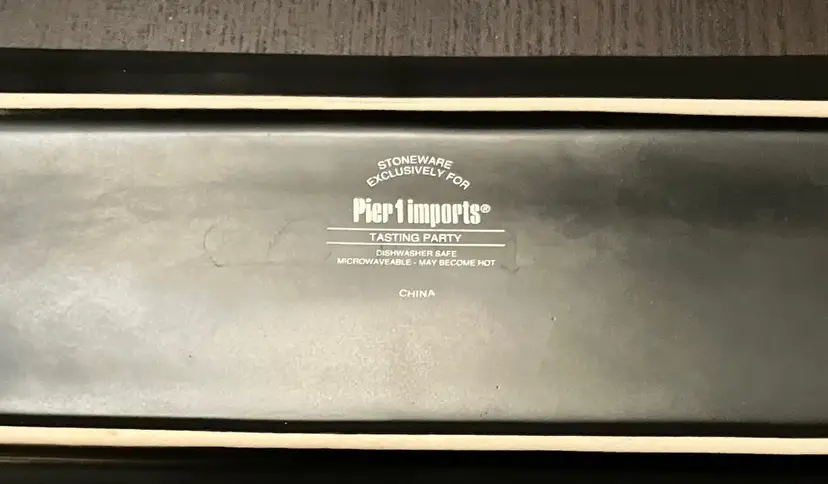 STONEWARE
EXCLUSIVELY FOR
Pier 1 imports®
TASTING PARTY
DISHWASHER SAFE
MICROWAVEABLE - MAY BECOME HOT
CHINA